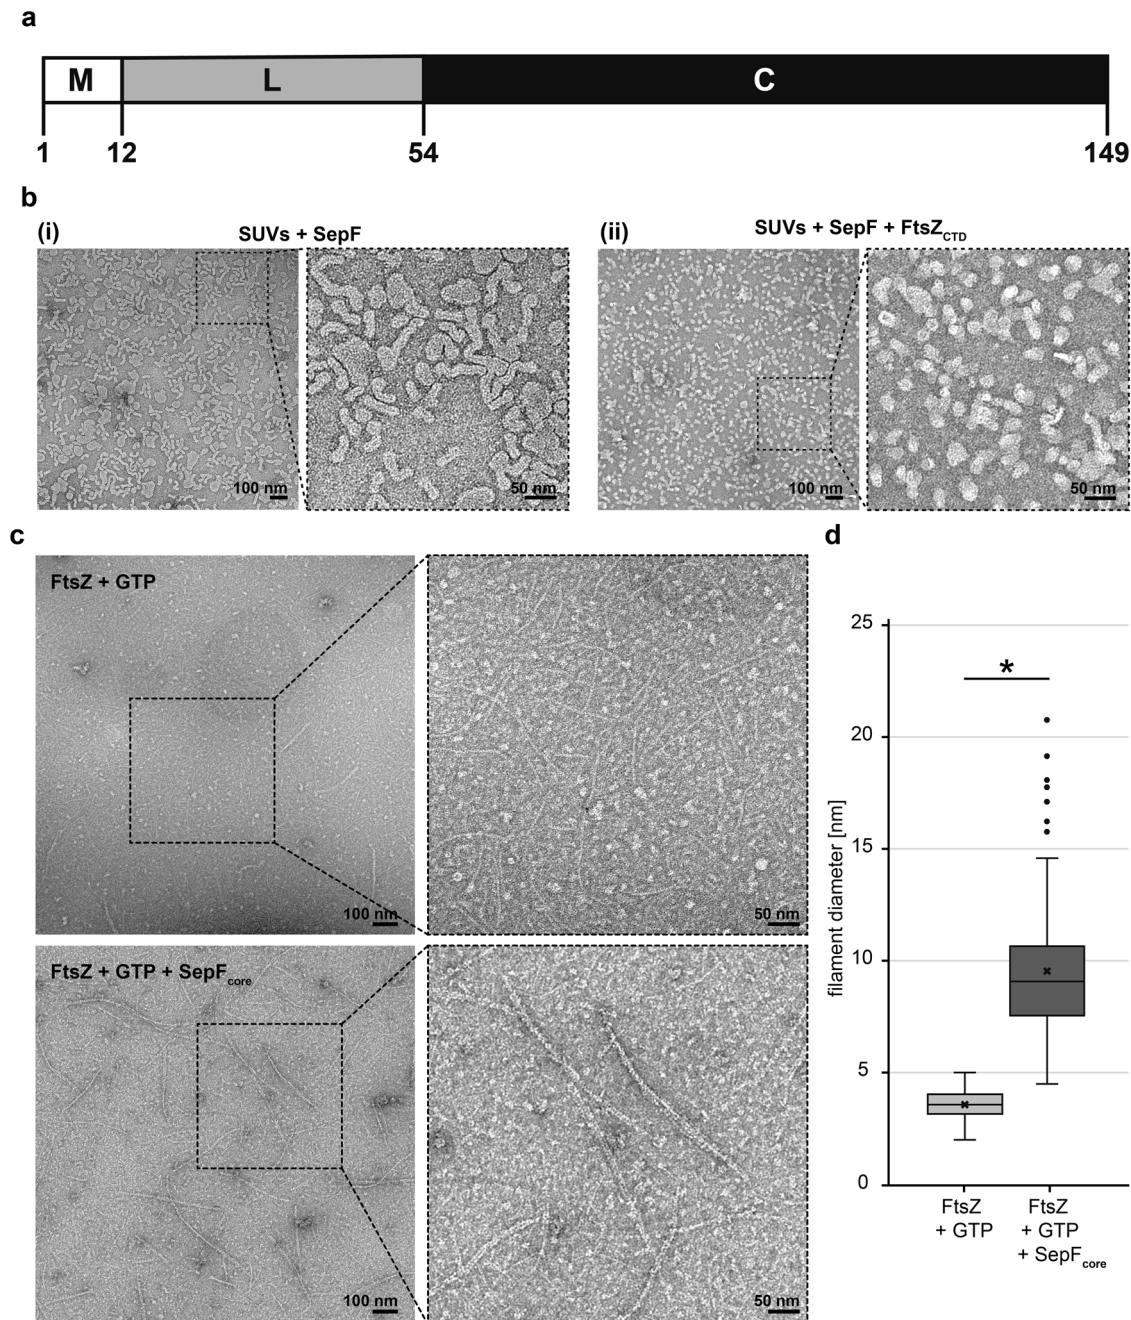 a
M L C
1 12 54 149
b
(i) SUVs + SepF
(ii) SUVs + SepF + FtsZCTD
100 nm 50 nm 100 nm 50 nm
c
FtsZ + GTP
100 nm 50 nm
FtsZ + GTP + SepFcore
100 nm 50 nm
d
25
20
15
10
5
0
filament diameter [nm]
*
FtsZ
+ GTP
FtsZ
+ GTP
+ SepFcore